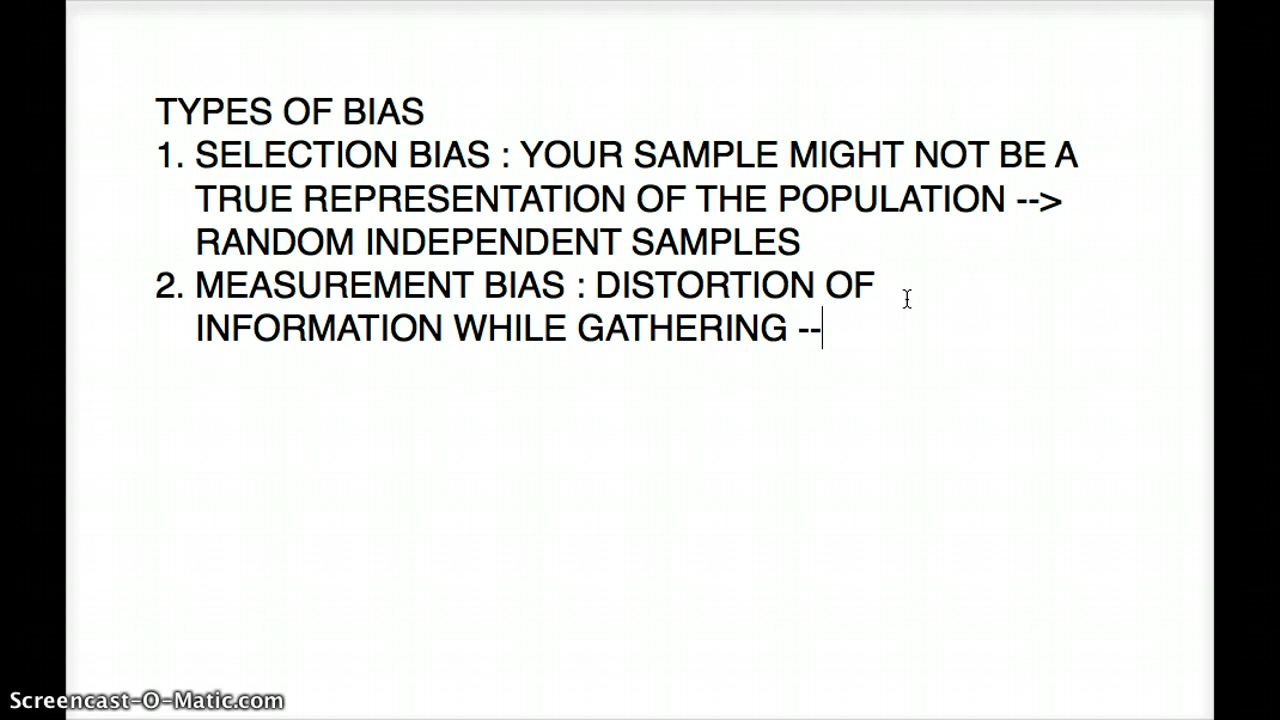 TYPES OF BIAS
1. SELECTION BIAS : YOUR SAMPLE MIGHT NOT BE A
TRUE REPRESENTATION OF THE POPULATION -->
RANDOM INDEPENDENT SAMPLES
2. MEASUREMENT BIAS : DISTORTION OF
INFORMATION WHILE GATHERING --
Screencast-O-Matic.com